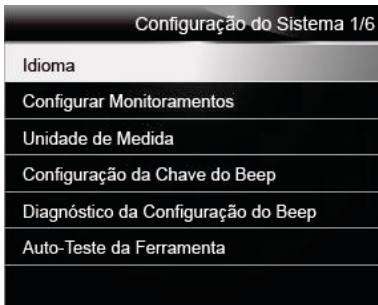 Configuração do Sistema 1/6
Idioma
Configurar Monitoramentos
Unidade de Medida
Configuração da Chave do Beep
Diagnóstico da Configuração do Beep
Auto-Teste da Ferramenta